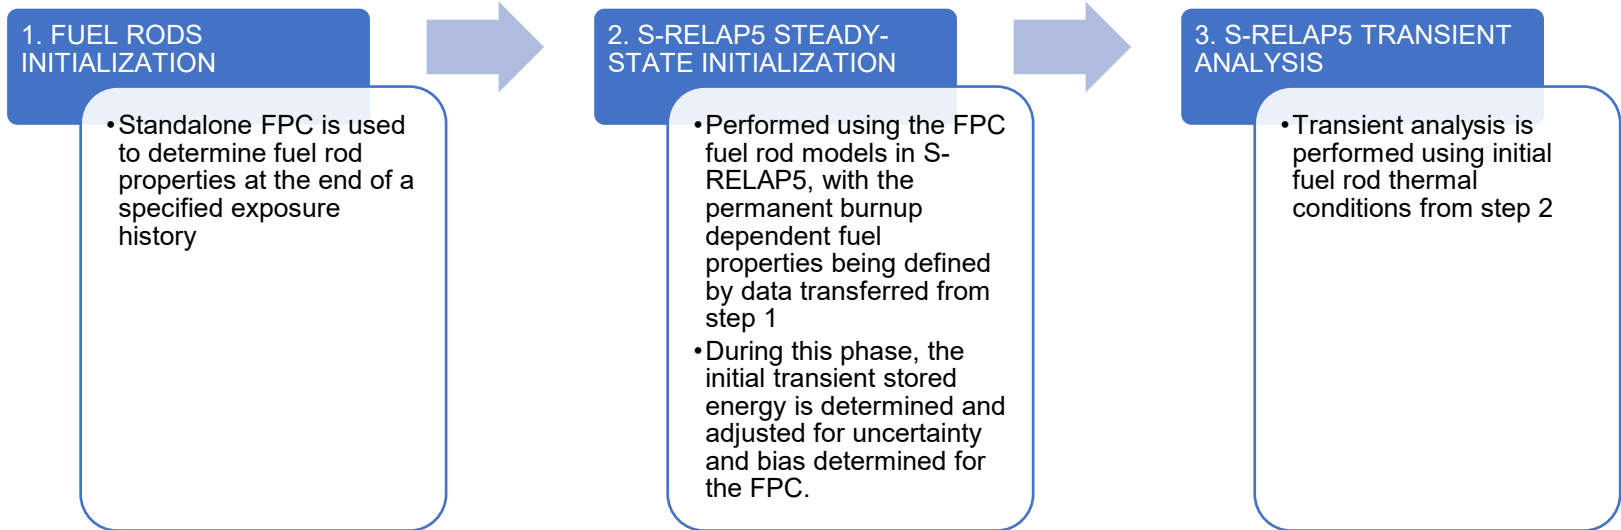 1. FUEL RODS
INITIALIZATION
•Standalone FPC is used
to determine fuel rod
properties at the end of a
specified exposure
history
2. S-RELAP5 STEADY-
STATE INITIALIZATION
•Performed using the FPC
fuel rod models in S-
RELAP5, with the
permanent burnup
dependent fuel
properties being defined
by data transferred from
step 1
•During this phase, the
initial transient stored
energy is determined and
adjusted for uncertainty
and bias determined for
the FPC.
3. S-RELAP5 TRANSIENT
ANALYSIS
•Transient analysis is
performed using initial
fuel rod thermal
conditions from step 2